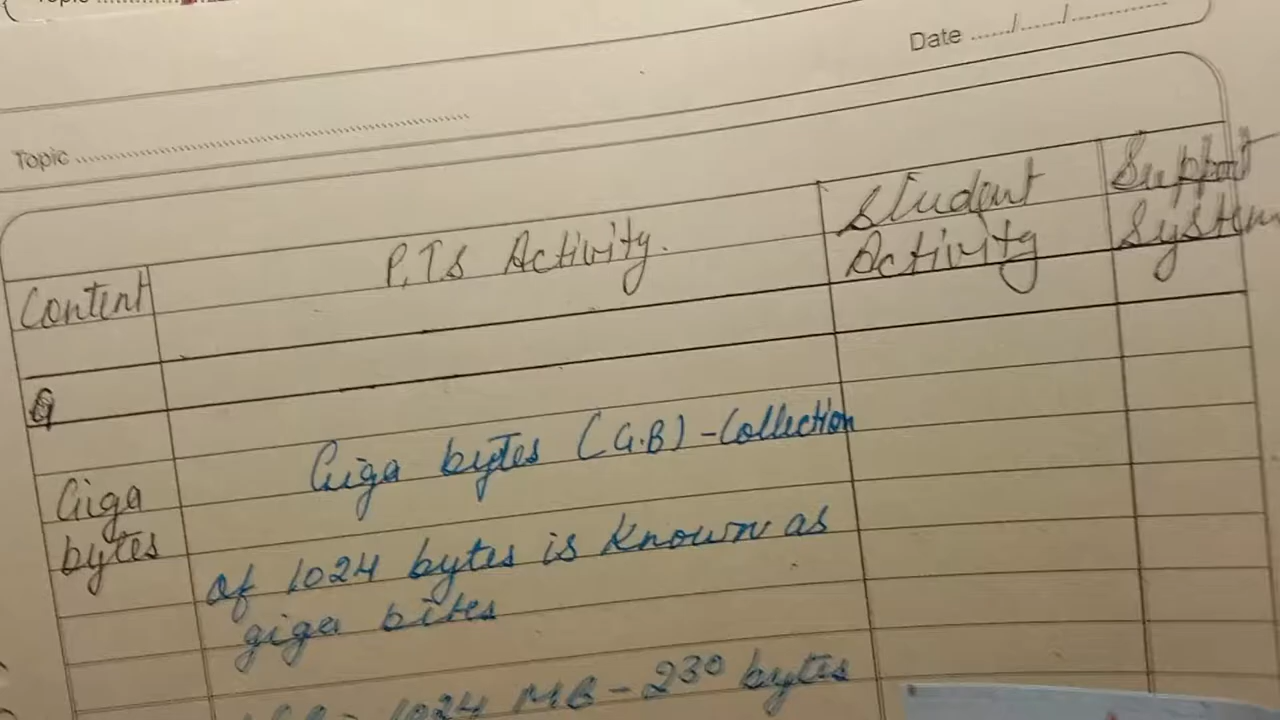 Date ....../......./...................
Topic
Content
P.T.S Activity.
Student
Activity
Support
System
Giga
bytes
Giga bytes (G.B) - Collection
of 1024 bytes is known as
giga bites
1024 MB - 2³⁰ bytes